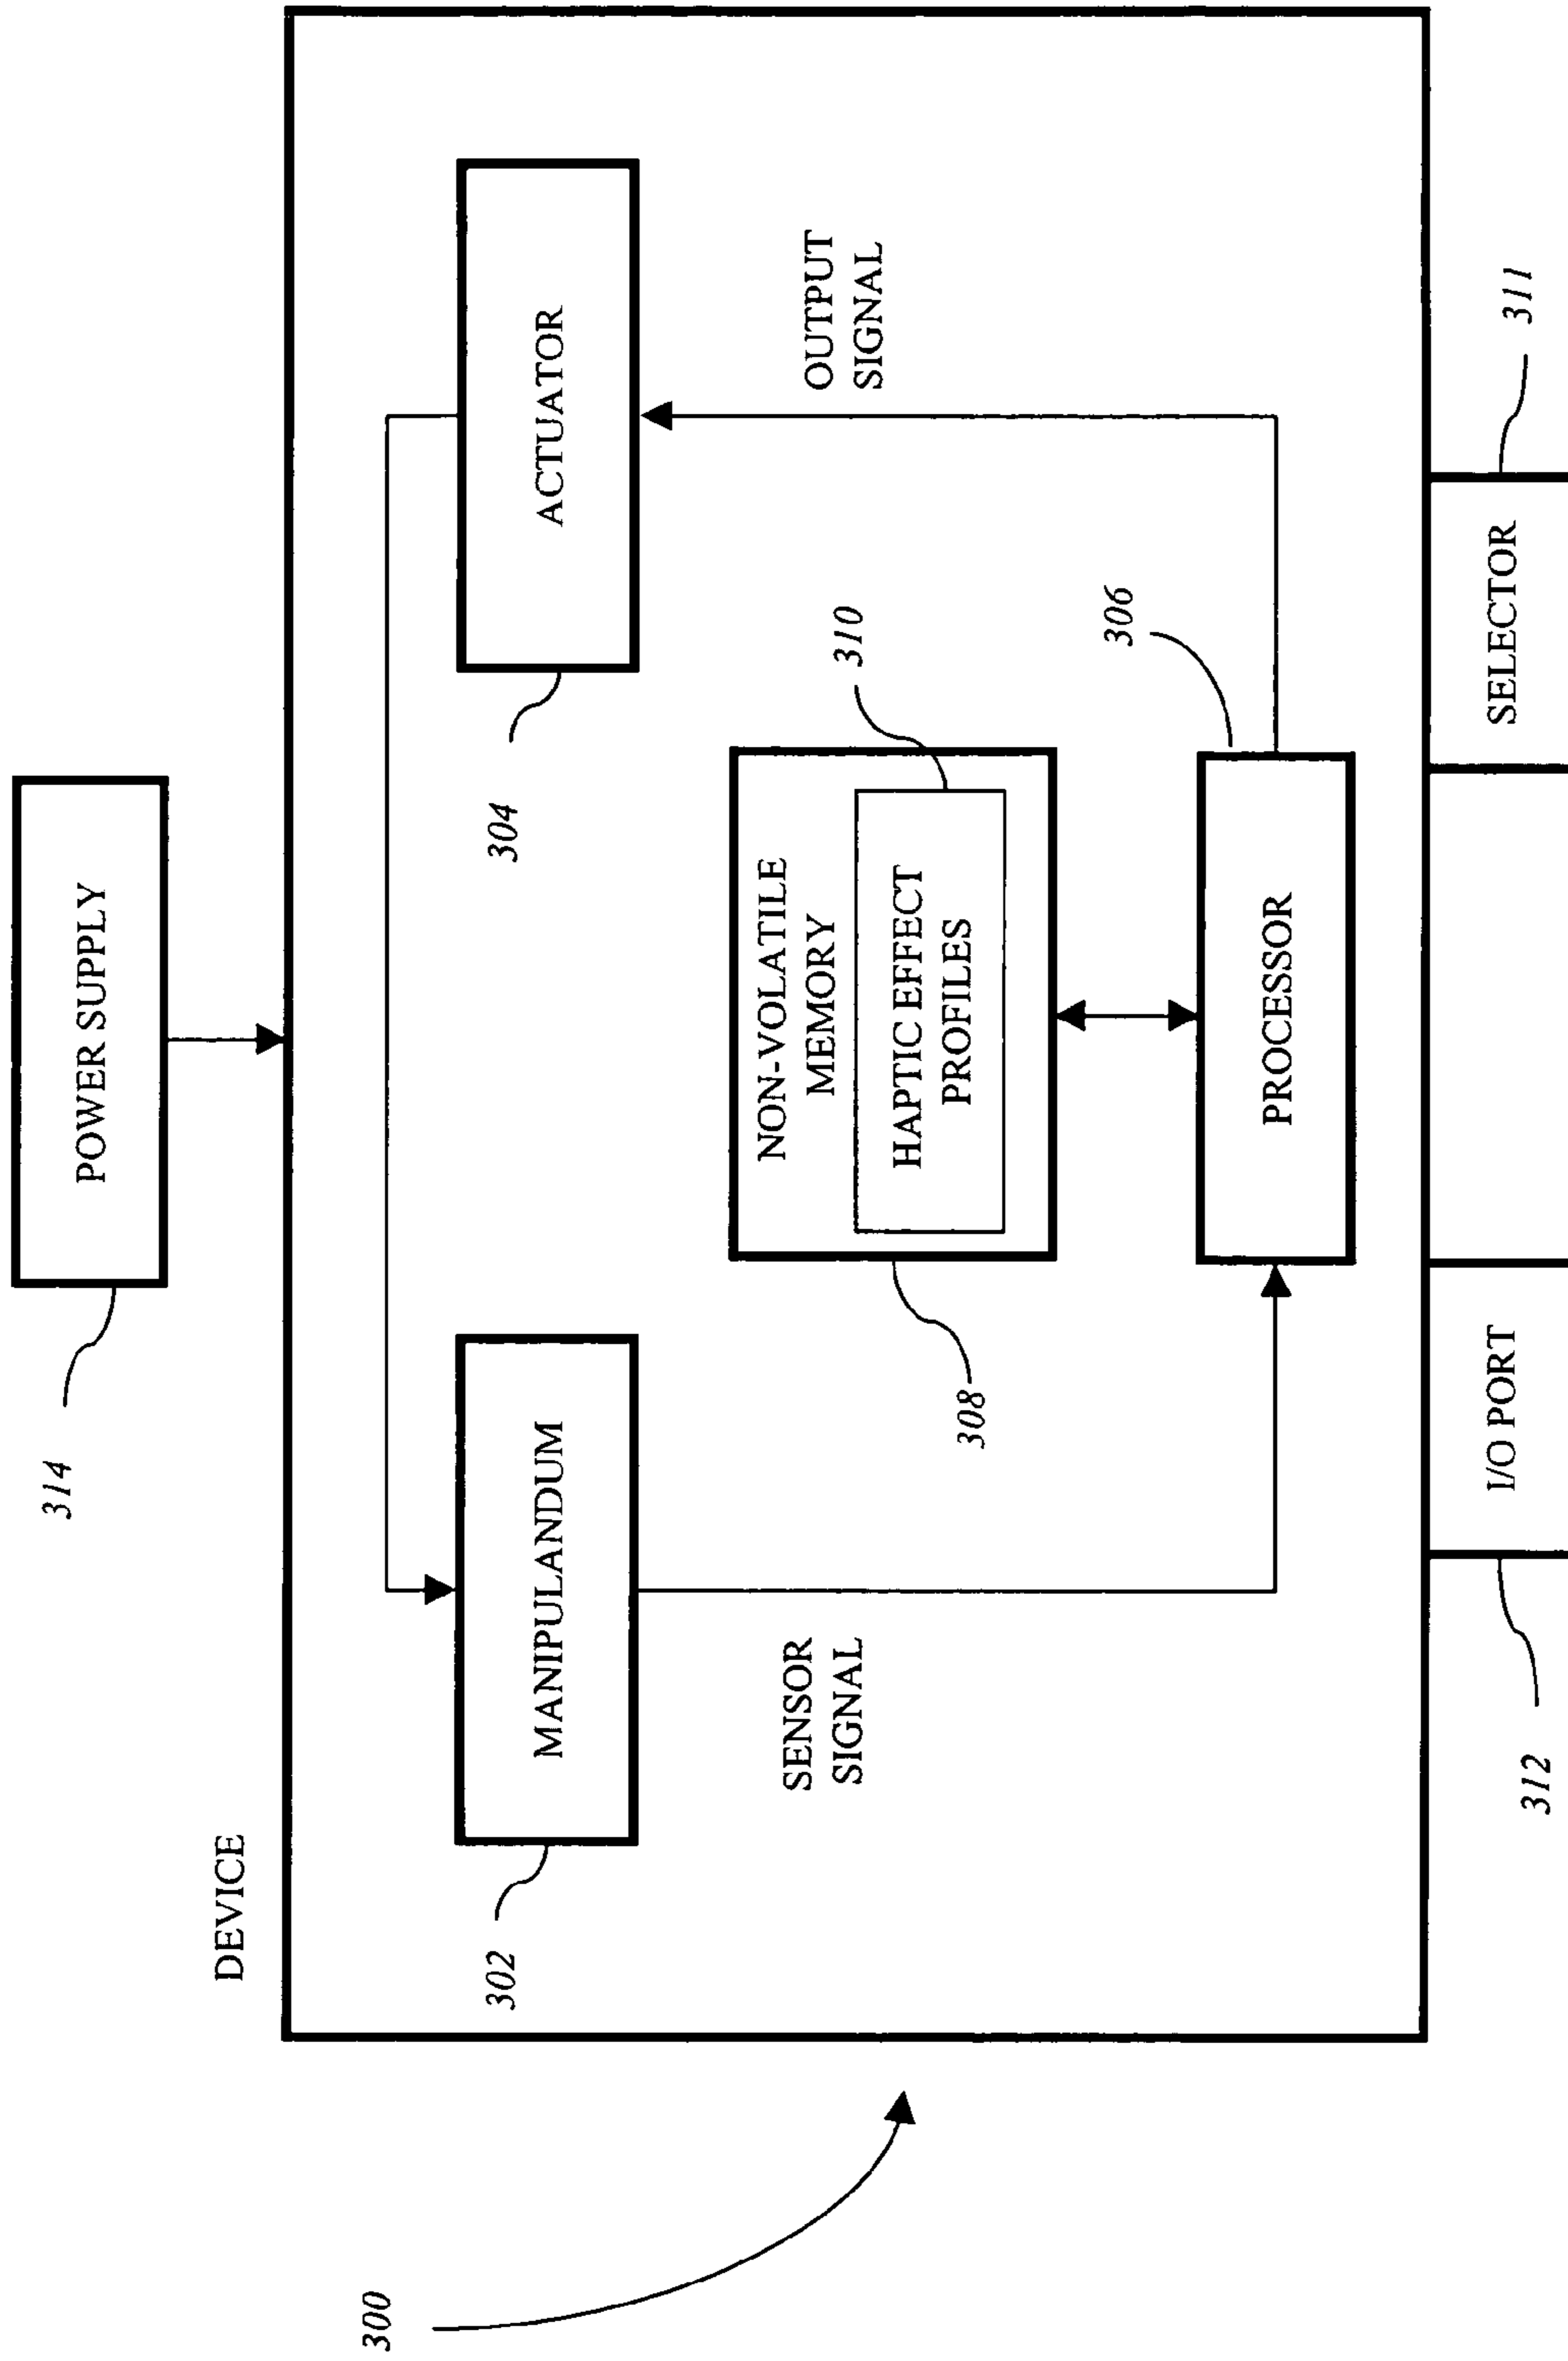 314
POWER SUPPLY
DEVICE
302
MANIPULANDUM
304
ACTUATOR
SENSOR
SIGNAL
308
NON-VOLATILE
MEMORY
HAPTIC EFFECT
PROFILES
310
OUTPUT
SIGNAL
PROCESSOR
306
300
312
I/O PORT
SELECTOR
311